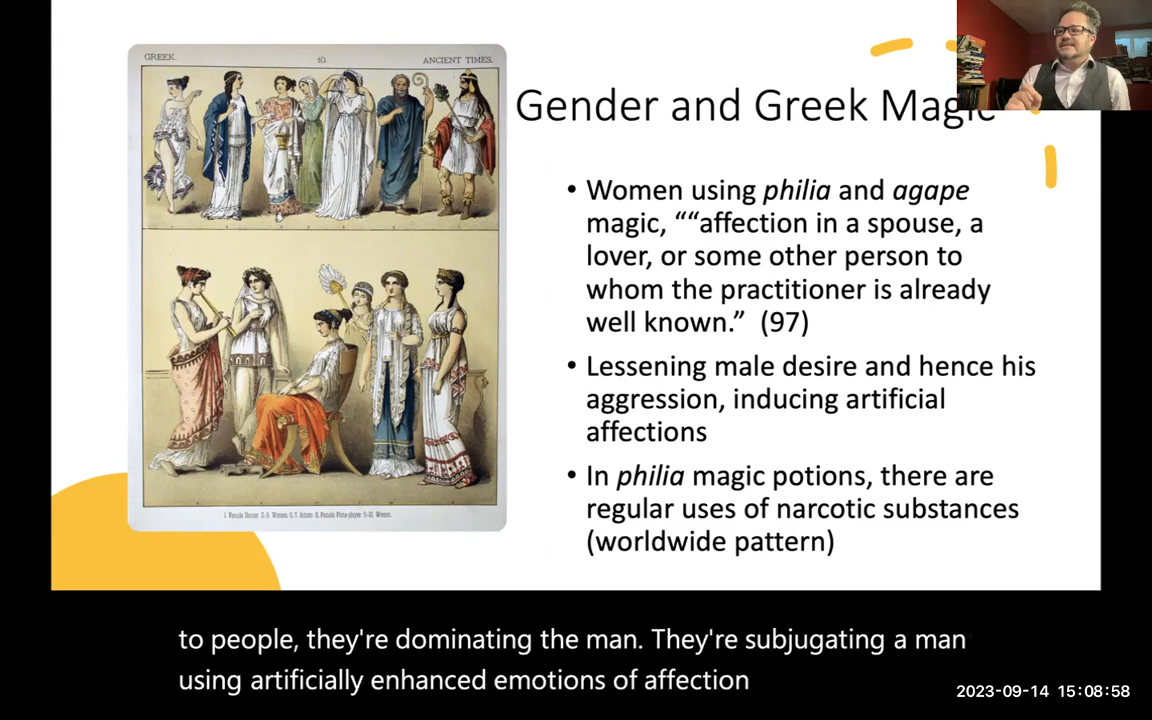 GREEK. 10. ANCIENT TIMES.
Gender and Greek Magic
• Women using philia and agape
magic, ““affection in a spouse, a
lover, or some other person to
whom the practitioner is already
well known.” (97)
• Lessening male desire and hence his
aggression, inducing artificial
affections
• In philia magic potions, there are
regular uses of narcotic substances
(worldwide pattern)
to people, they're dominating the man. They're subjugating a man
using artificially enhanced emotions of affection
2023-09-14 15:08:58